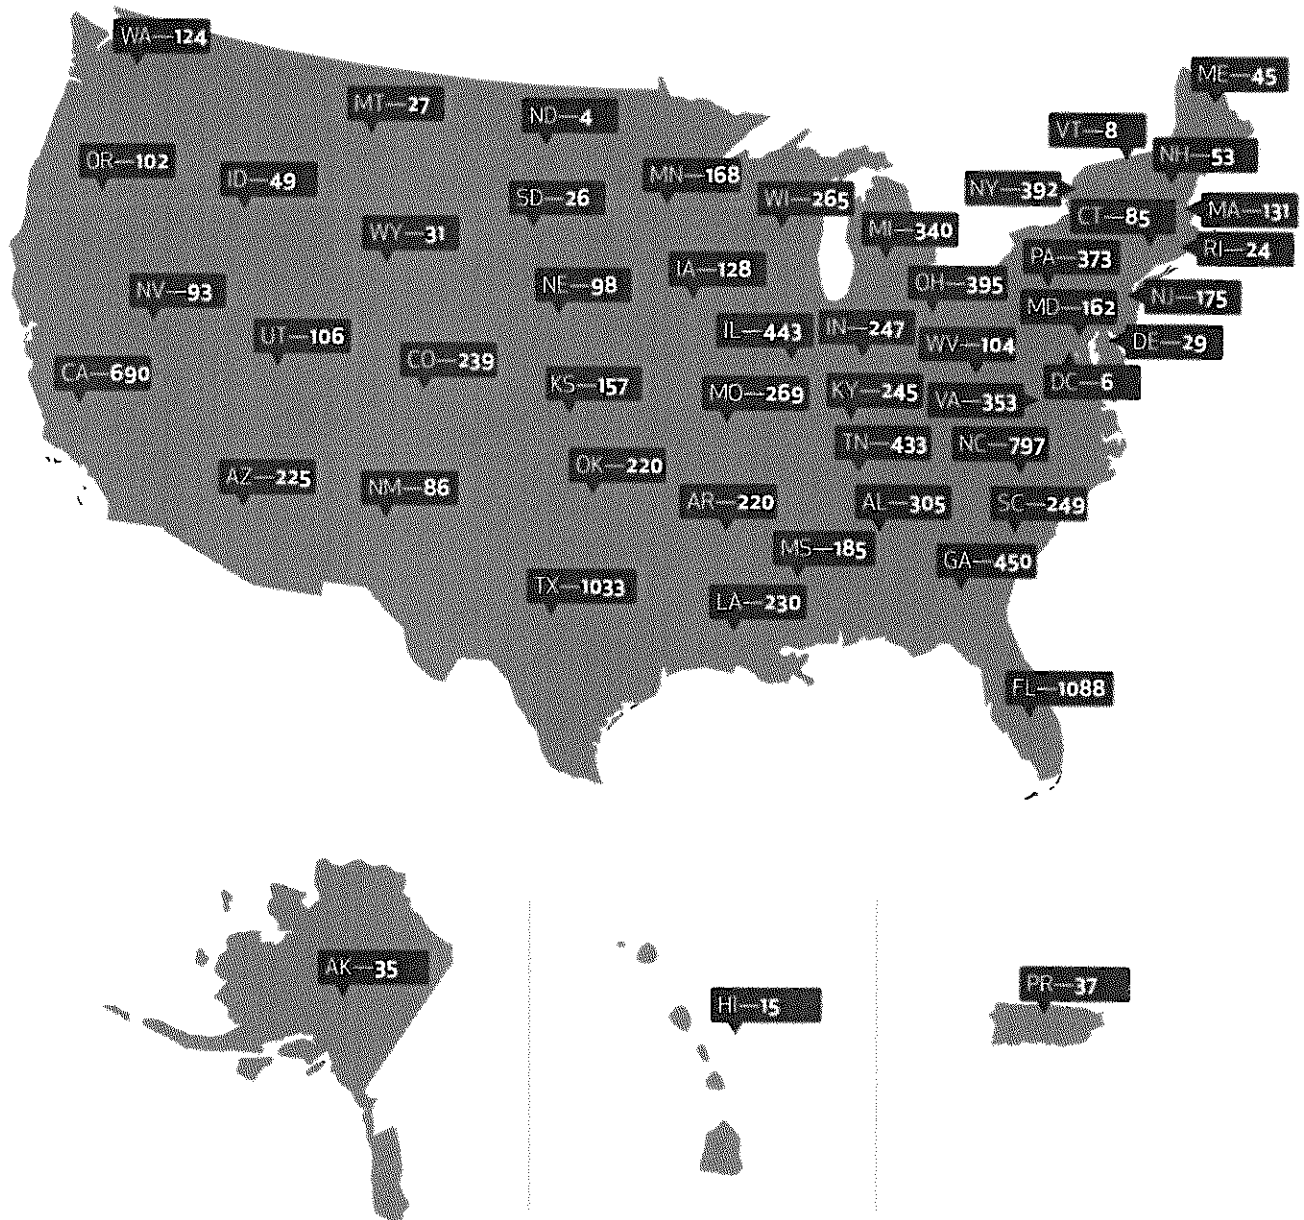 WA—124
ME—45
MT—27
ND—4
VT—8
NH—53
OR—102
ID—49
MN—168
NY—392
SD—26
WI—265
CT—85
MA—131
WY—31
MI—340
RI—24
PA—373
IA—128
NV—93
NE—98
OH—395
NJ—175
MD—162
UT—106
IL—443
IN—247
WV—104
DE—29
CO—239
CA—690
KS—157
DC—6
MO—269
KY—245
VA—353
TN—433
NC—797
OK—220
AZ—225
NM—86
AR—220
AL—305
SC—249
MS—185
GA—450
TX—1033
LA—230
FL—1088
AK—35
PR—37
HI—15